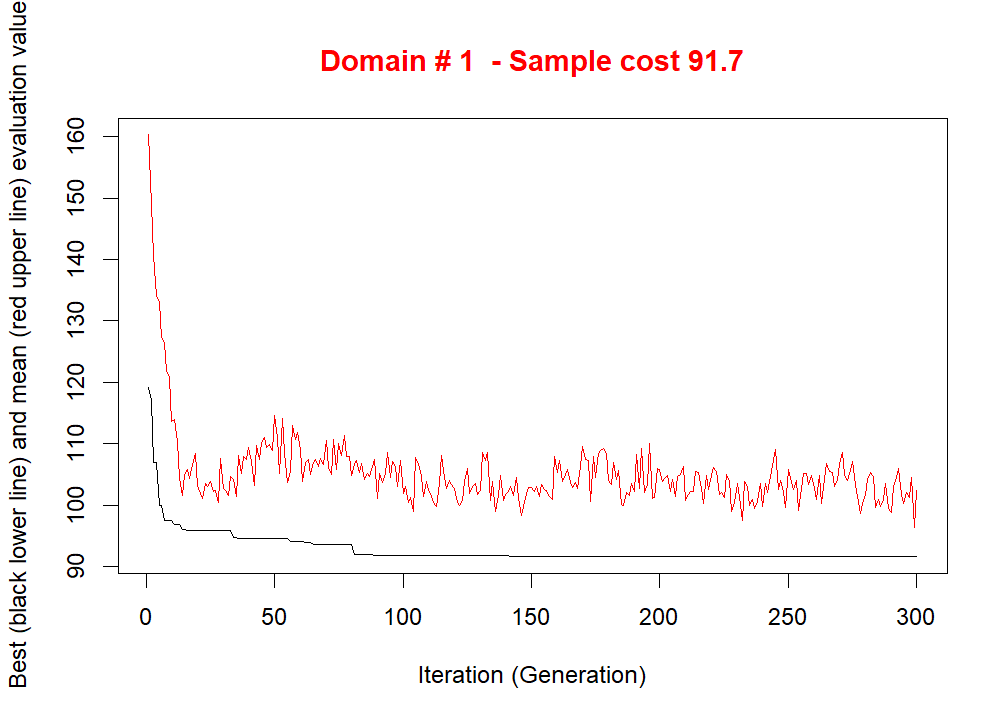 Domain # 1 - Sample cost 91.7
Best (black lower line) and mean (red upper line) evaluation value
160
150
140
130
120
110
100
90
0 50 100 150 200 250 300
Iteration (Generation)